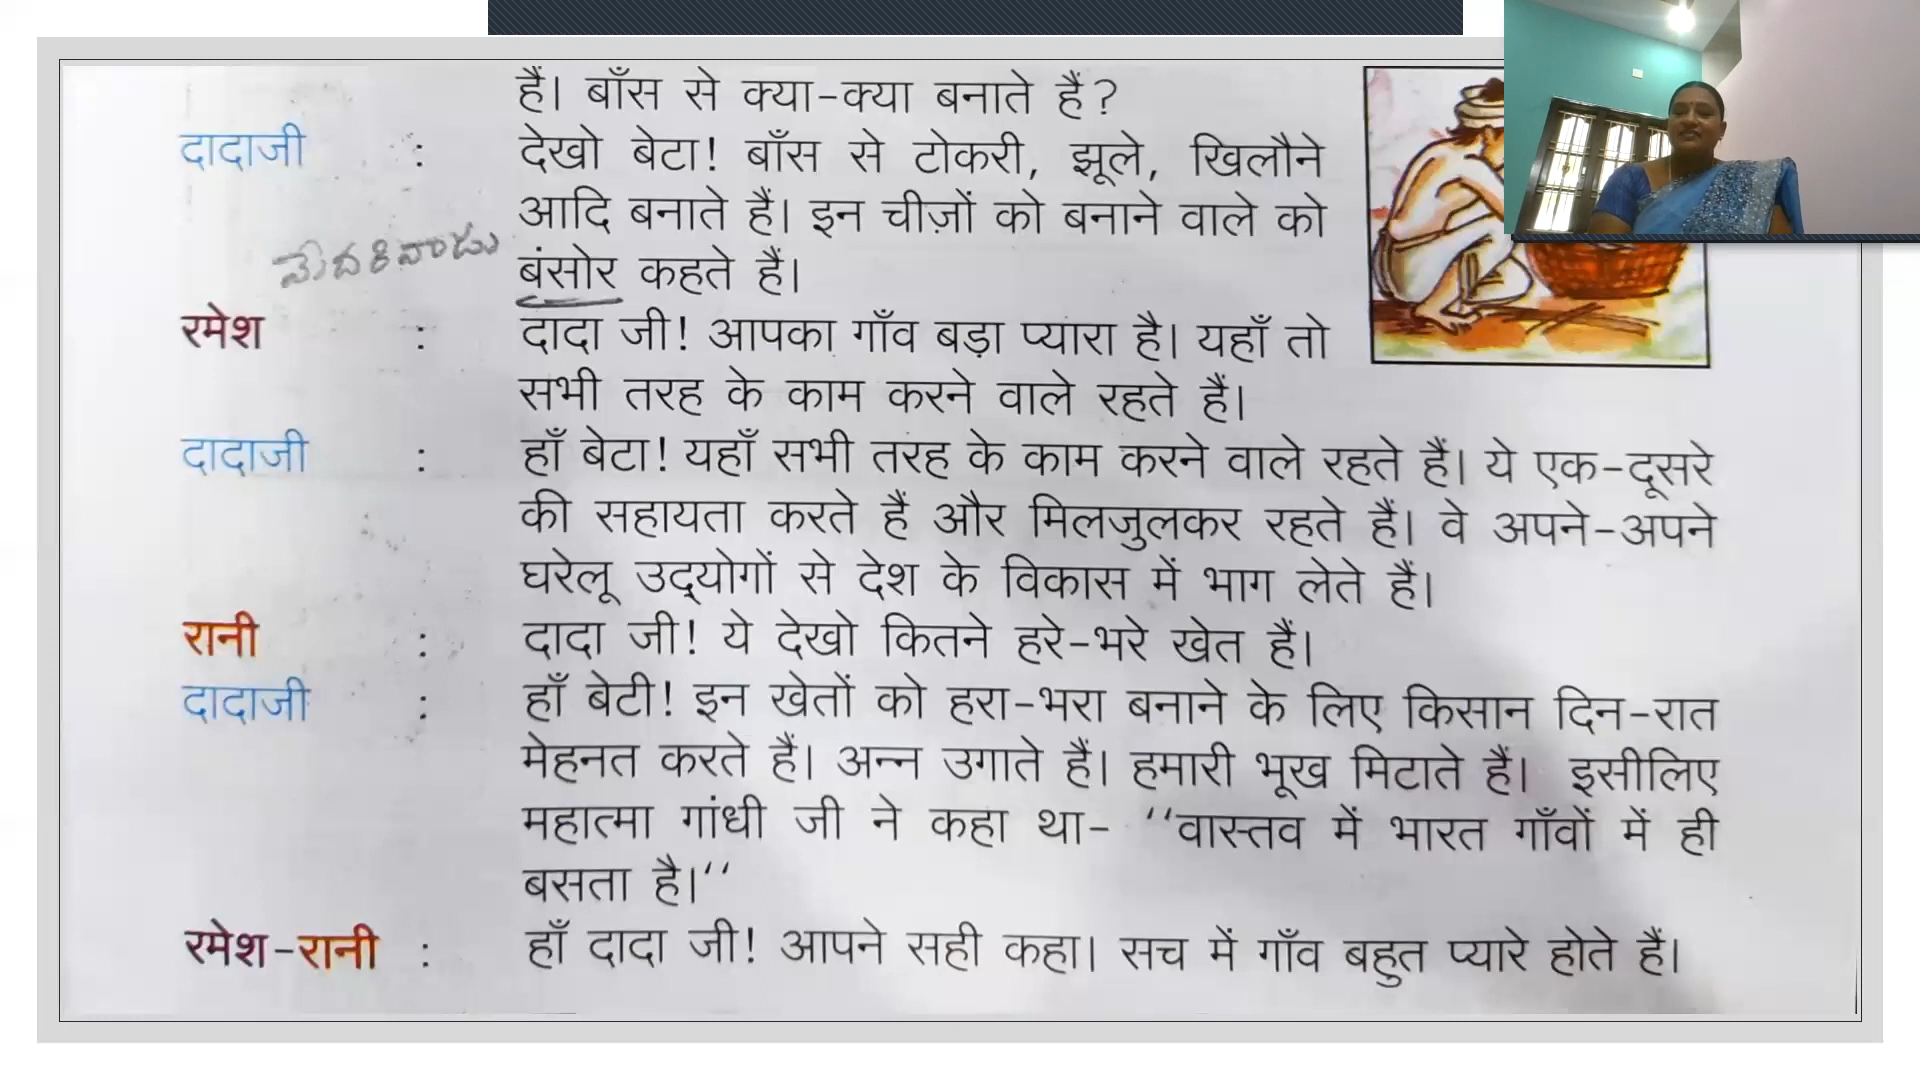 हैं। बाँस से क्या-क्या बनाते हैं?
दादाजी : देखो बेटा! बाँस से टोकरी, झूले, खिलौने
आदि बनाते हैं। इन चीज़ों को बनाने वाले को
మేదరివాడు बंसोर कहते हैं।
रमेश : दादा जी! आपका गाँव बड़ा प्यारा है। यहाँ तो
सभी तरह के काम करने वाले रहते हैं।
दादाजी : हाँ बेटा! यहाँ सभी तरह के काम करने वाले रहते हैं। ये एक-दूसरे
की सहायता करते हैं और मिलजुलकर रहते हैं। वे अपने-अपने
घरेलू उद्‌योगों से देश के विकास में भाग लेते हैं।
रानी : दादा जी! ये देखो कितने हरे-भरे खेत हैं।
दादाजी : हाँ बेटी! इन खेतों को हरा-भरा बनाने के लिए किसान दिन-रात
मेहनत करते हैं। अन्न उगाते हैं। हमारी भूख मिटाते हैं। इसीलिए
महात्मा गांधी जी ने कहा था- ‘‘वास्तव में भारत गाँवों में ही
बसता है।‘‘
रमेश-रानी : हाँ दादा जी! आपने सही कहा। सच में गाँव बहुत प्यारे होते हैं।